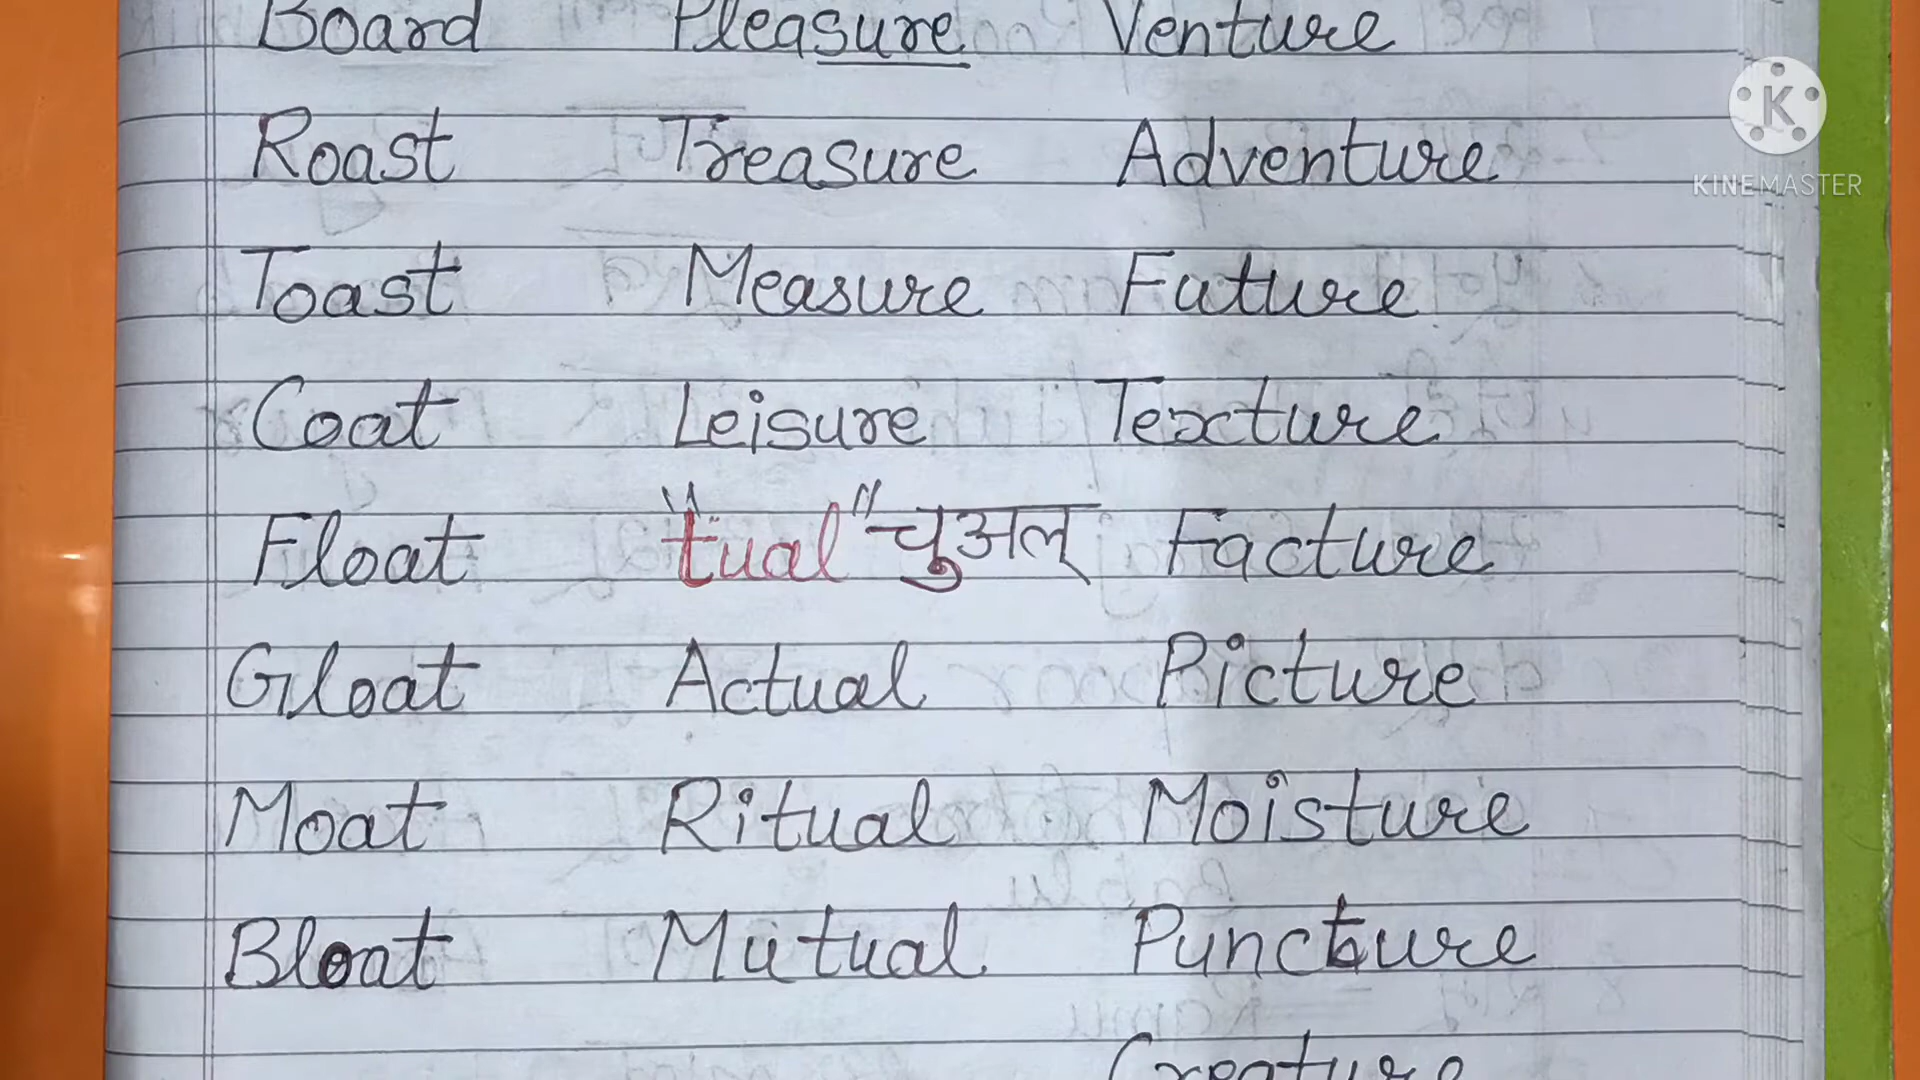 Board Pleasure Venture
Roast Treasure Adventure
Toast Measure Future
Coat Leisure Texture
Float "tual" - चुअल् Facture
Gloat Actual Picture
Moat Ritual Moisture
Bloat Mutual Puncture
Creature
K
KINEMASTER